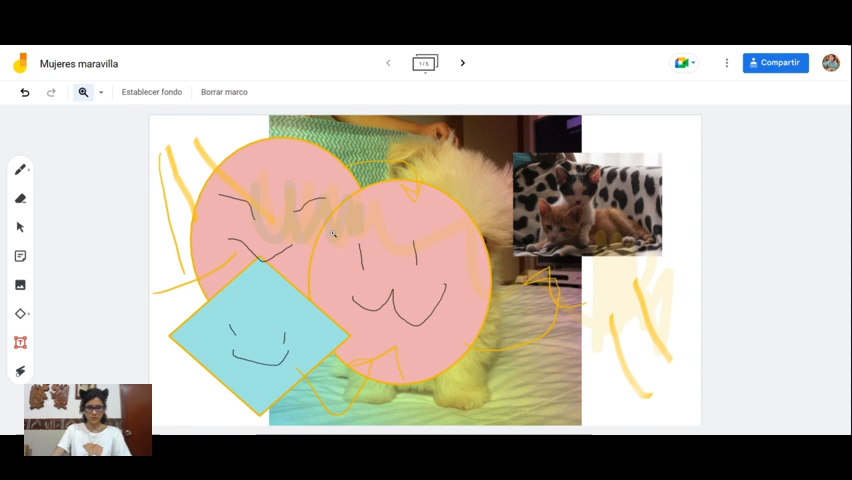 Mujeres maravilla
1/5
Compartir
Establecer fondo
Borrar marco